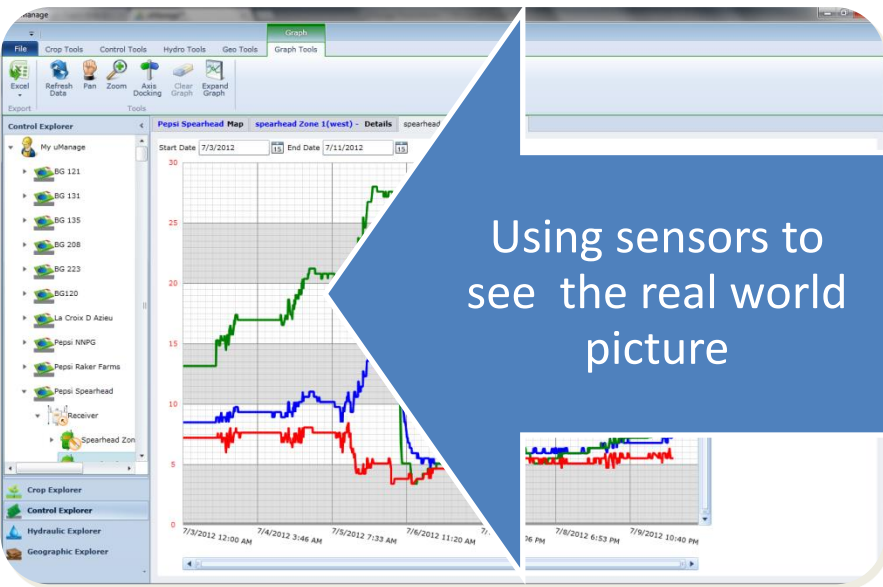 Manage
Graph
File Crop Tools Control Tools Hydro Tools Geo Tools Graph Tools
Excel Refresh Data Pan Zoom Axis Docking Clear Graph Expand Graph
Export Tools
Control Explorer
Pepsi Spearhead Map spearhead Zone 1(west) - Details spearhead
My uManage
Start Date 7/3/2012 15 End Date 7/11/2012 15
BG 121
BG 131
BG 135
BG 208
BG 223
BG120
La Croix D Azieu
Pepsi NNPG
Pepsi Raker Farms
Pepsi Spearhead
Receiver
Spearhead Zon
Crop Explorer
Control Explorer
Hydraulic Explorer
Geographic Explorer
30
25
20
15
10
5
0
7/3/2012 12:00 AM 7/4/2012 3:46 AM 7/5/2012 7:33 AM 7/6/2012 11:20 AM 06 PM 7/8/2012 6:53 PM 7/9/2012 10:40 PM
Using sensors to
see the real world
picture